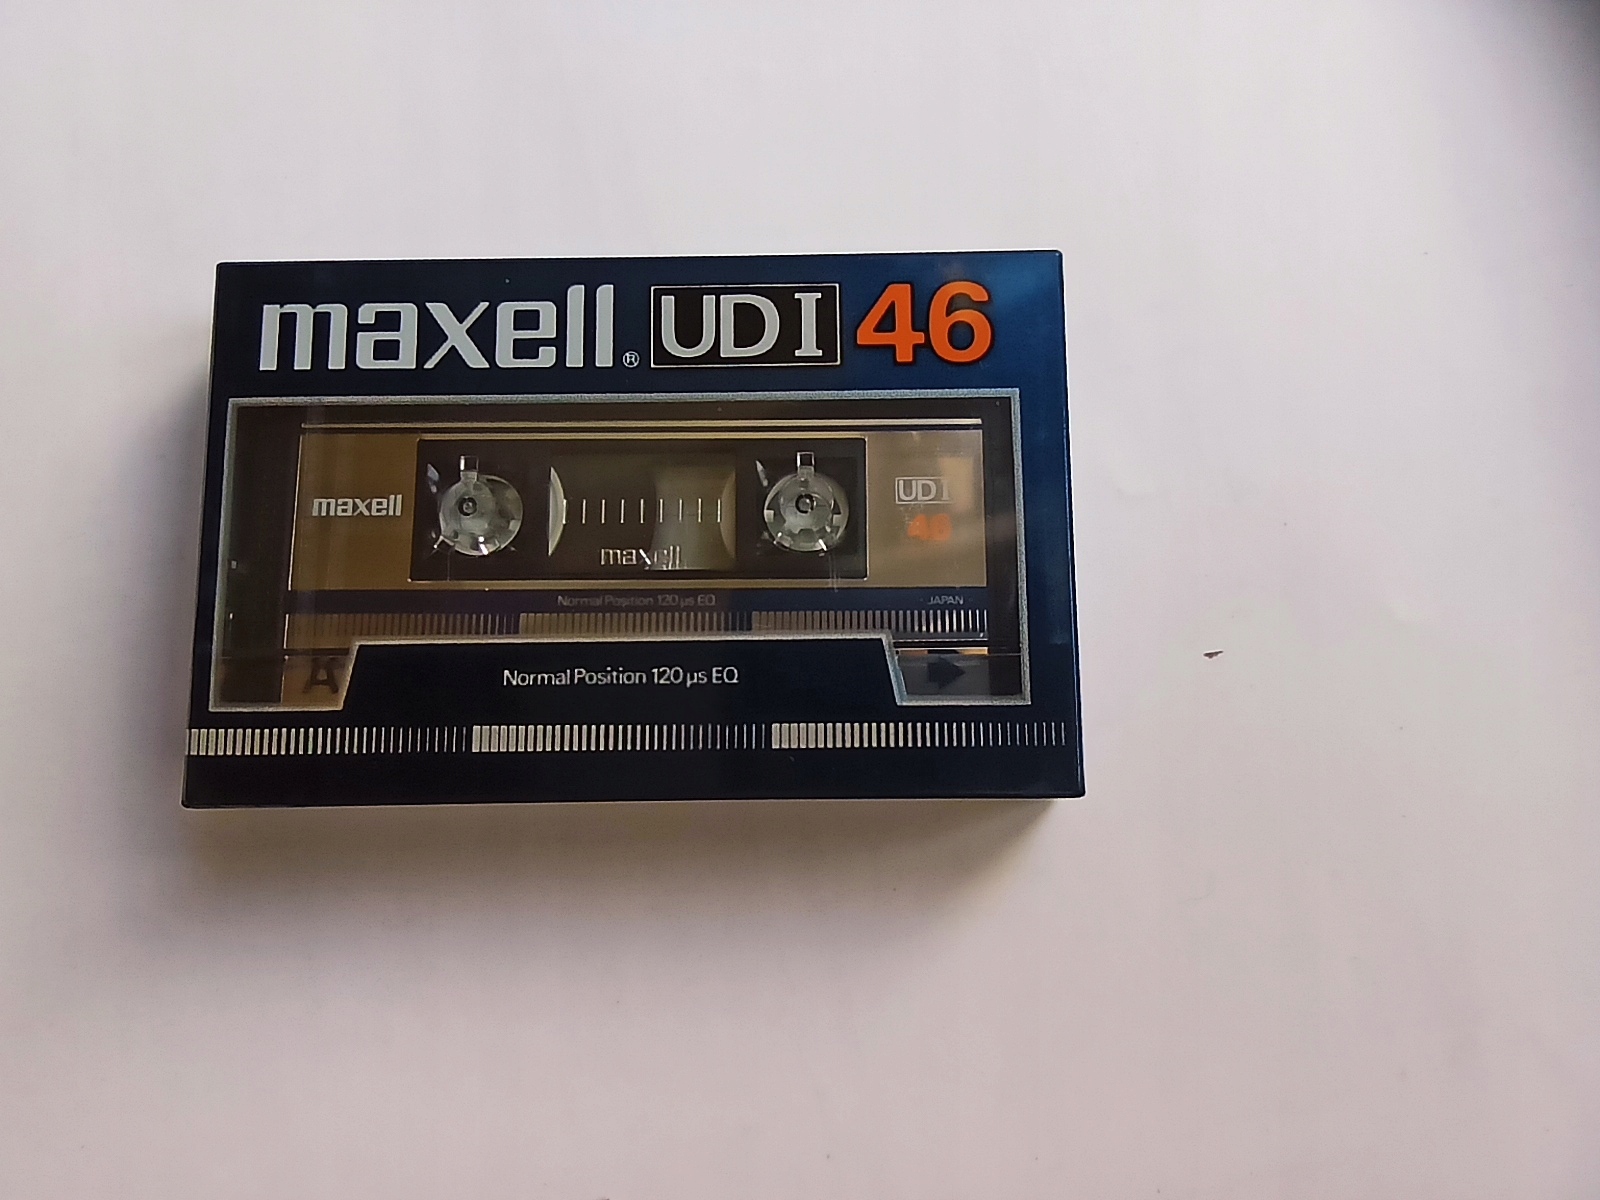 maxell® UD I 46
maxell
UD I
46
maxell
Normal Position 120 µs EQ
JAPAN
A
Normal Position 120 µs EQ